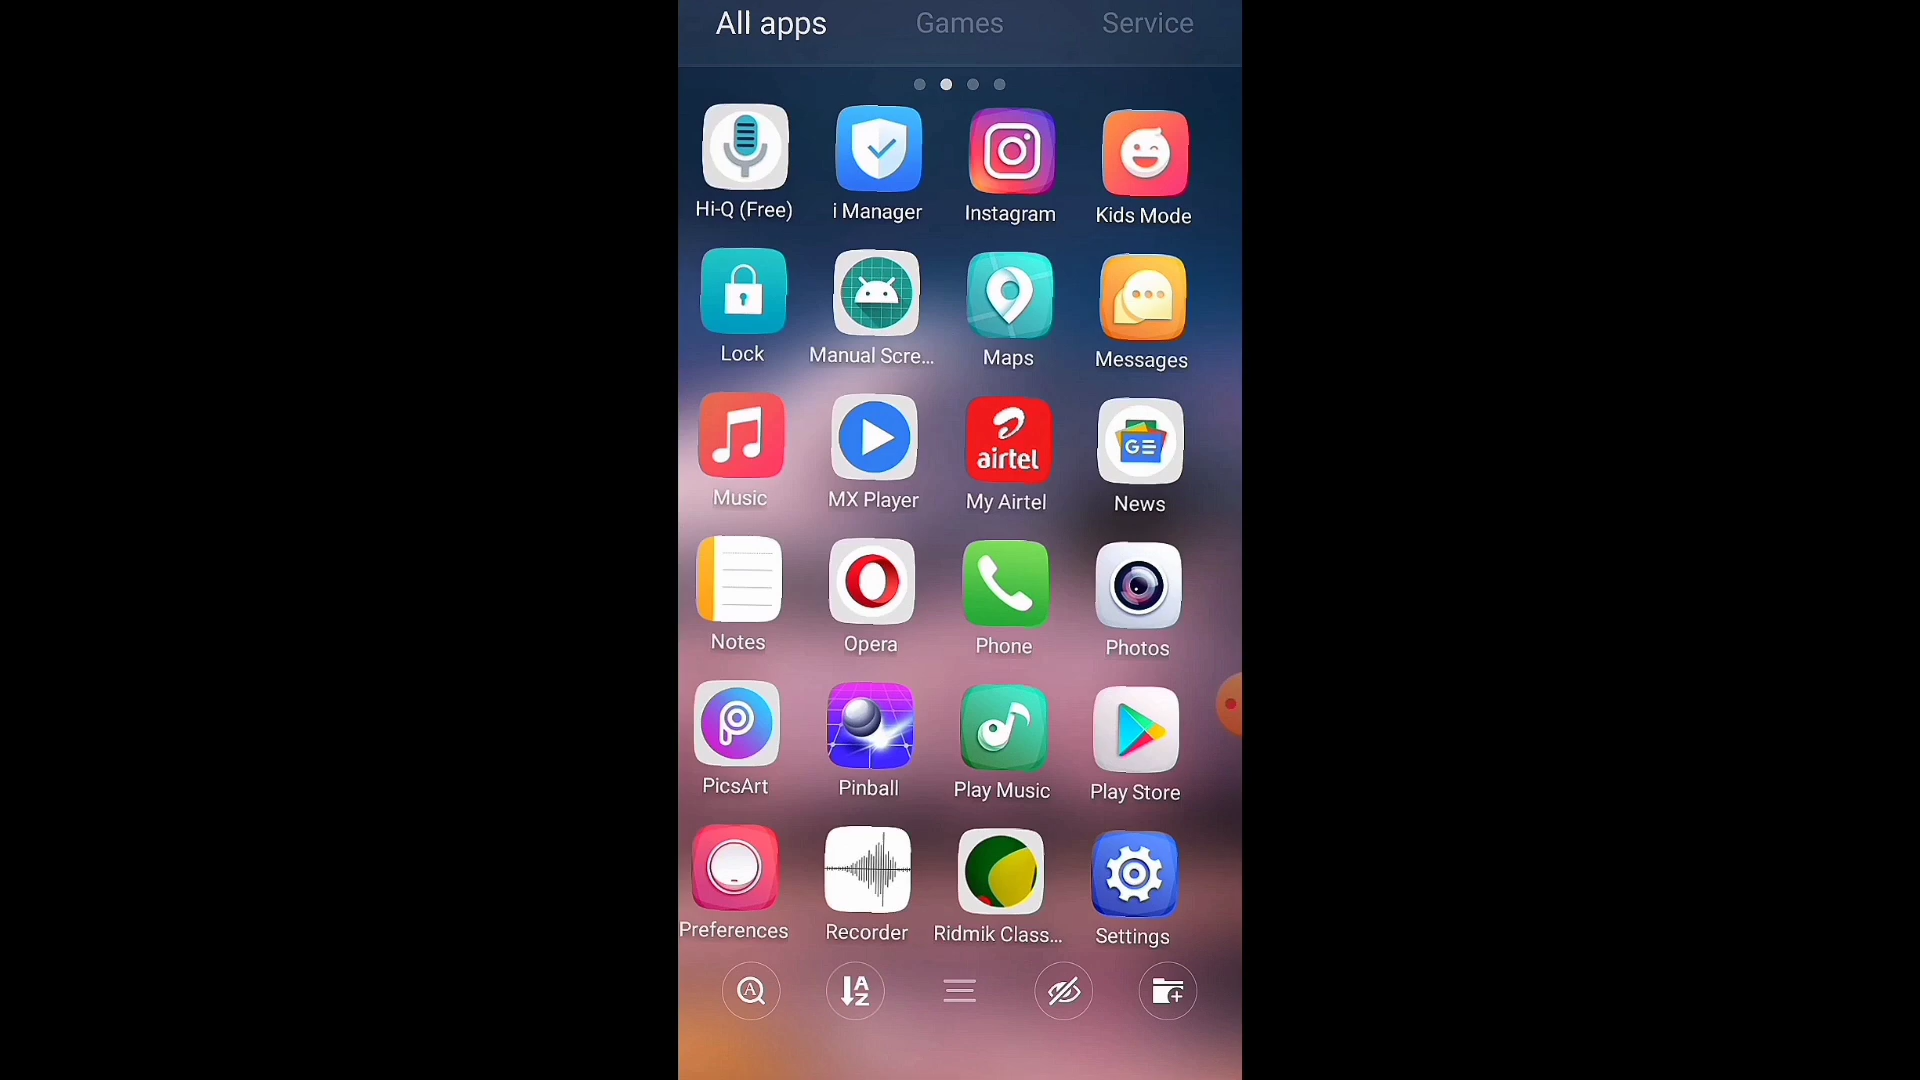 All apps Games Service
Hi-Q (Free) i Manager Instagram Kids Mode
Lock Manual Scre... Maps Messages
airtel
GE
Music MX Player My Airtel News
Notes Opera Phone Photos
PicsArt Pinball Play Music Play Store
Preferences Recorder Ridmik Class... Settings
A
A
Z